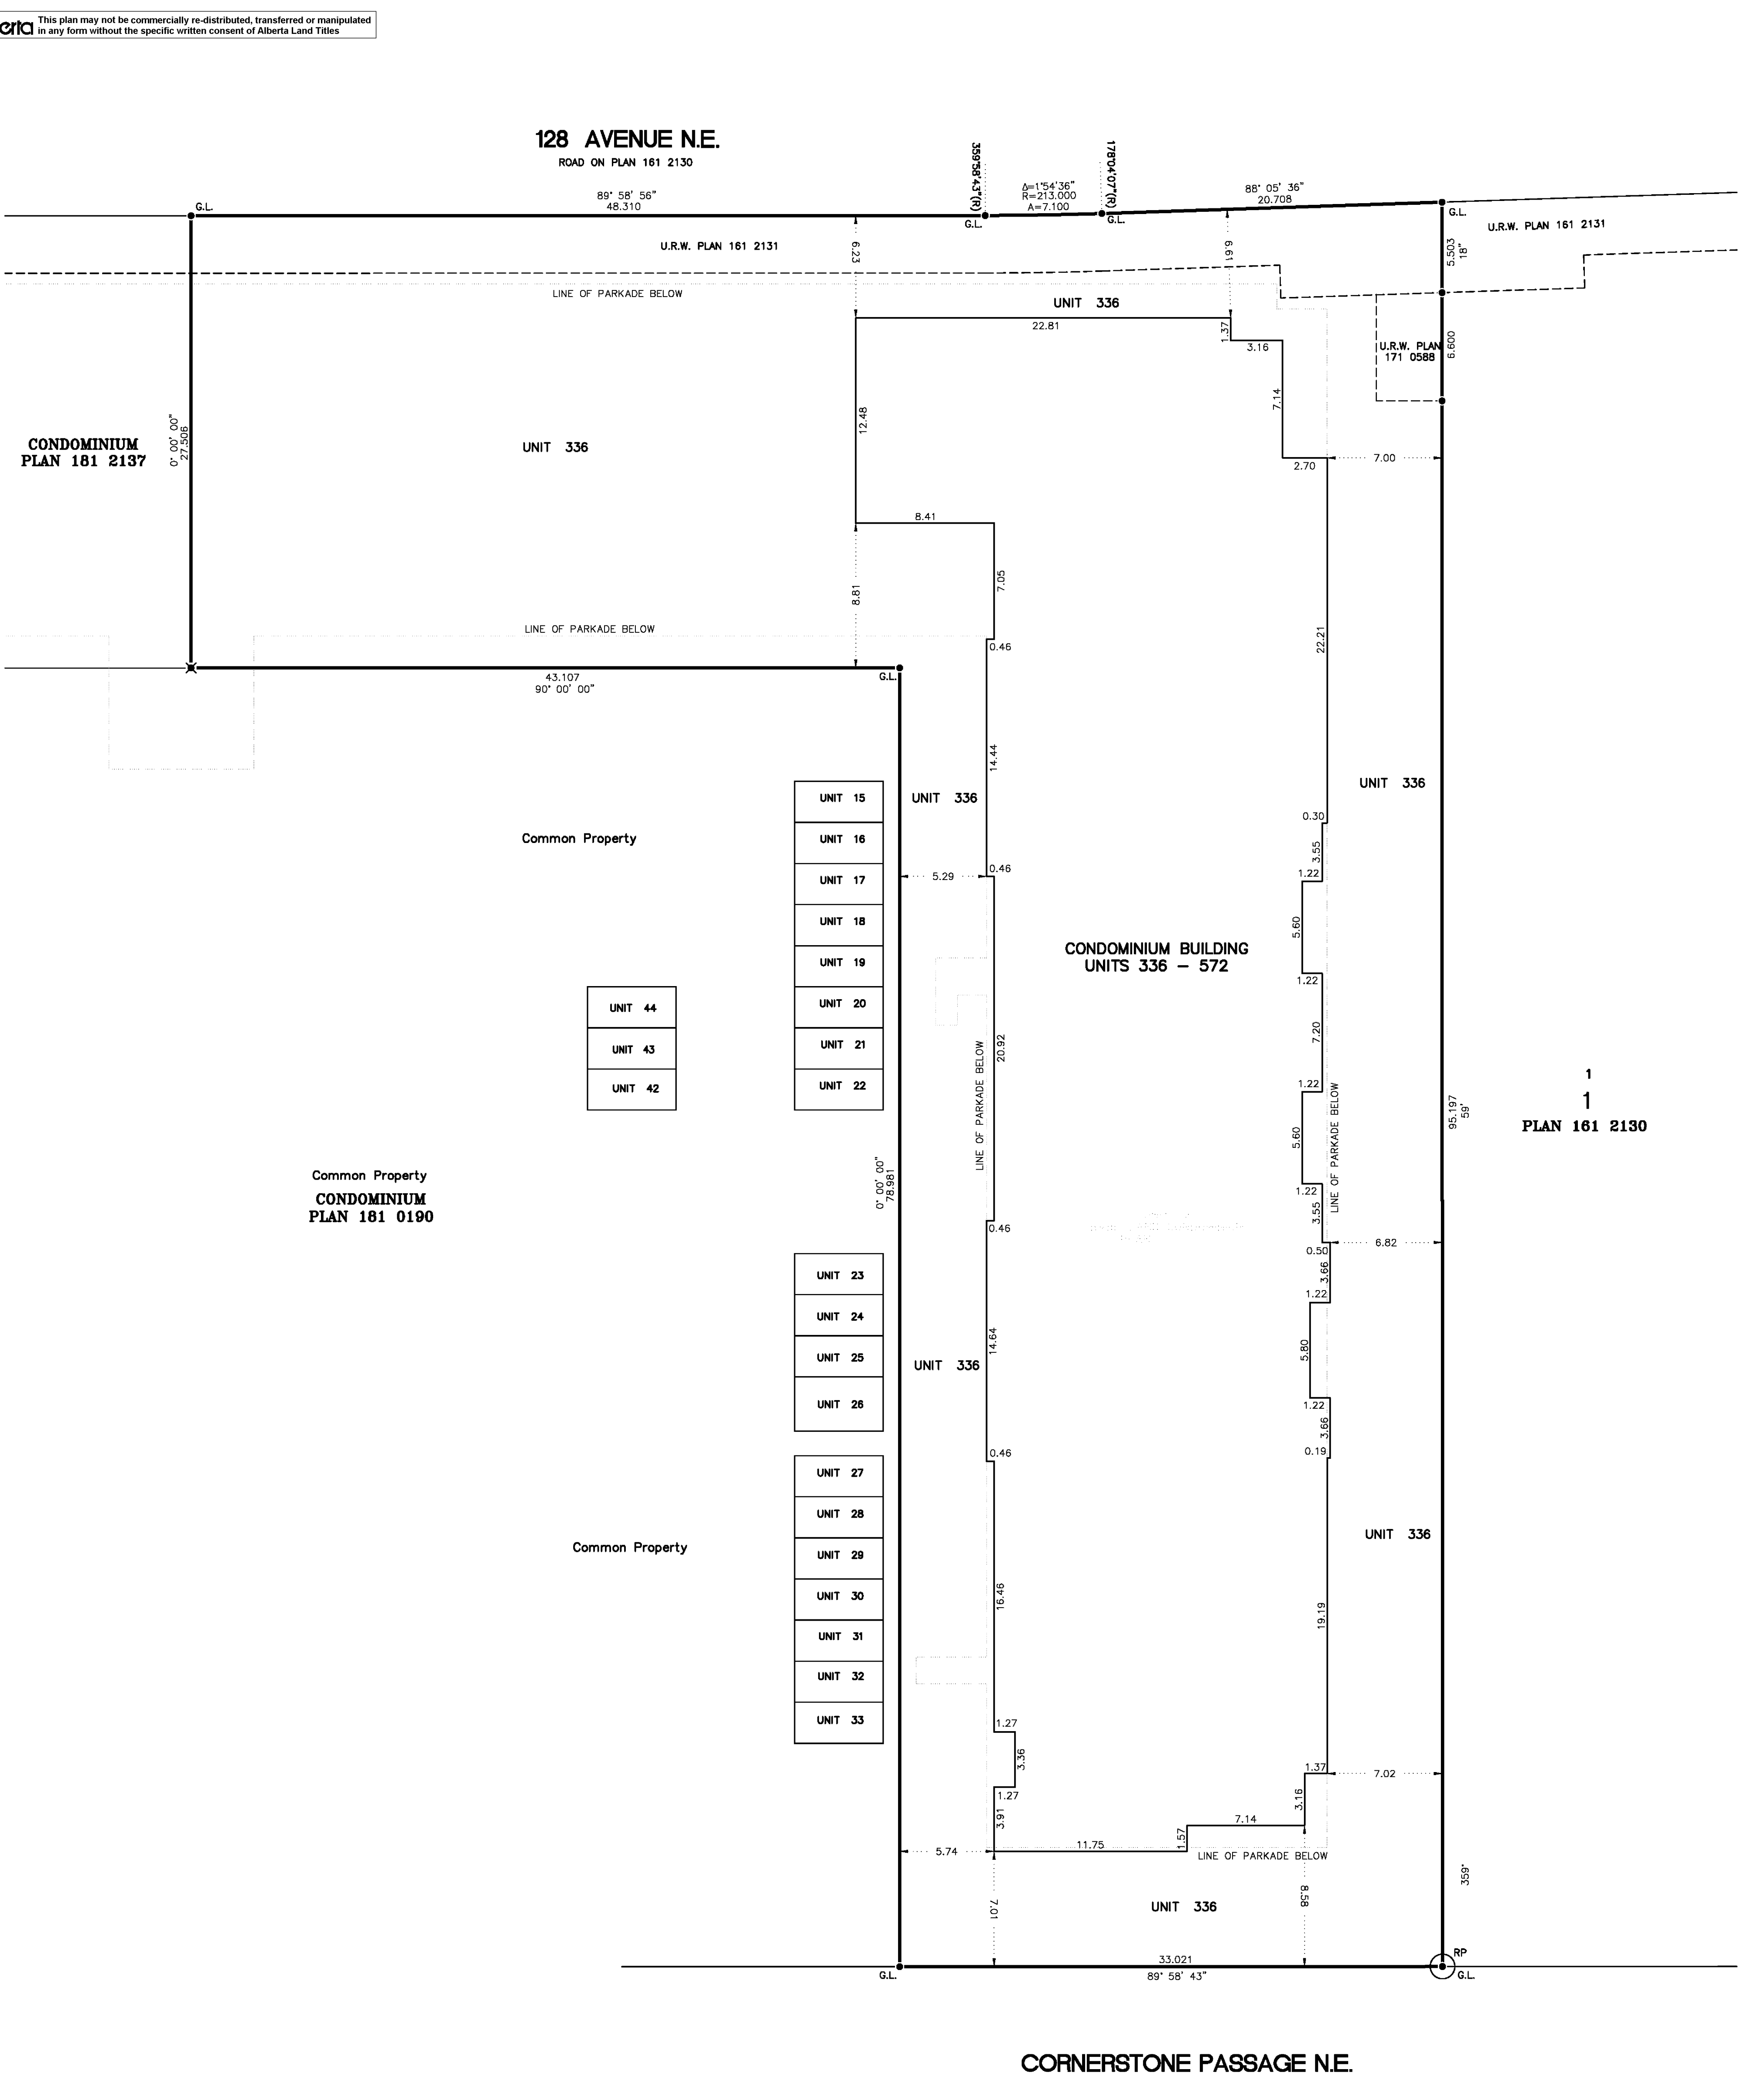 erta This plan may not be commercially re-distributed, transferred or manipulated
in any form without the specific written consent of Alberta Land Titles
128 AVENUE N.E.
ROAD ON PLAN 161 2130
359°58'43"(R)
178°04'07"(R)
89° 58' 56"
48.310
Δ=1°54'36"
R=213.000
A=7.100
88° 05' 36"
20.708
G.L.
G.L.
G.L.
G.L.
U.R.W. PLAN 161 2131
U.R.W. PLAN 161 2131
6.23
6.61
5.503
18"
LINE OF PARKADE BELOW
UNIT 336
22.81
1.37
3.16
U.R.W. PLAN
171 0588
6.600
7.14
12.48
CONDOMINIUM
PLAN 181 2137
0° 00' 00"
27.506
UNIT 336
2.70
7.00
8.41
7.05
8.81
LINE OF PARKADE BELOW
0.46
22.21
43.107
90° 00' 00"
G.L.
14.44
UNIT 336
UNIT 336
UNIT 15
UNIT 16
UNIT 17
UNIT 18
UNIT 19
UNIT 20
UNIT 21
UNIT 22
Common Property
0.30
3.55
1.22
0.46
5.29
5.60
CONDOMINIUM BUILDING
UNITS 336 - 572
1.22
UNIT 44
UNIT 43
UNIT 42
7.20
20.92
LINE OF PARKADE BELOW
1.22
LINE OF PARKADE BELOW
95.197
59'
1
1
PLAN 161 2130
5.60
Common Property
CONDOMINIUM
PLAN 181 0190
0° 00' 00"
78.981
1.22
3.55
0.46
6.82
0.50
3.66
UNIT 23
UNIT 24
UNIT 25
UNIT 26
1.22
14.64
5.80
UNIT 336
1.22
3.66
0.46
0.19
UNIT 27
UNIT 28
UNIT 29
UNIT 30
UNIT 31
UNIT 32
UNIT 33
Common Property
UNIT 336
16.46
19.19
1.27
3.36
1.27
3.91
1.37
7.02
3.16
7.14
1.57
11.75
5.74
LINE OF PARKADE BELOW
359°
7.01
UNIT 336
8.58
33.021
89° 58' 43"
G.L.
RP
G.L.
CORNERSTONE PASSAGE N.E.